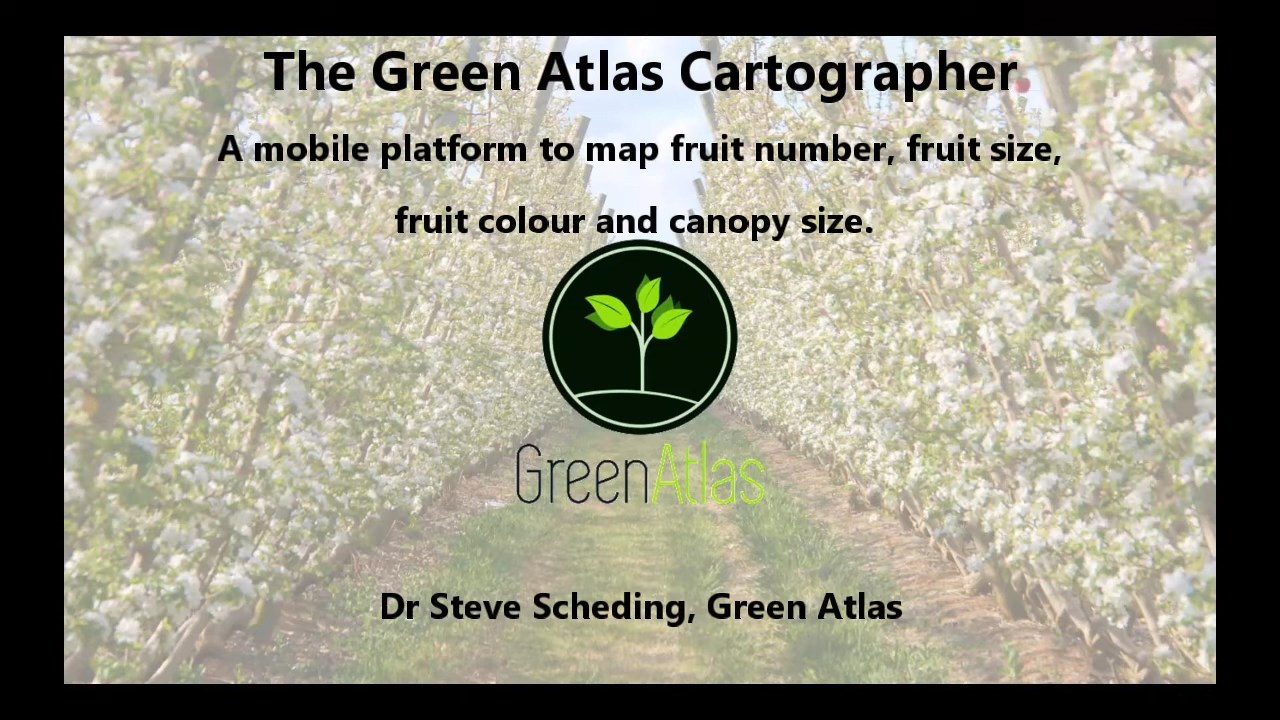 The Green Atlas Cartographer
A mobile platform to map fruit number, fruit size,
fruit colour and canopy size.
GreenAtlas
Dr Steve Scheding, Green Atlas